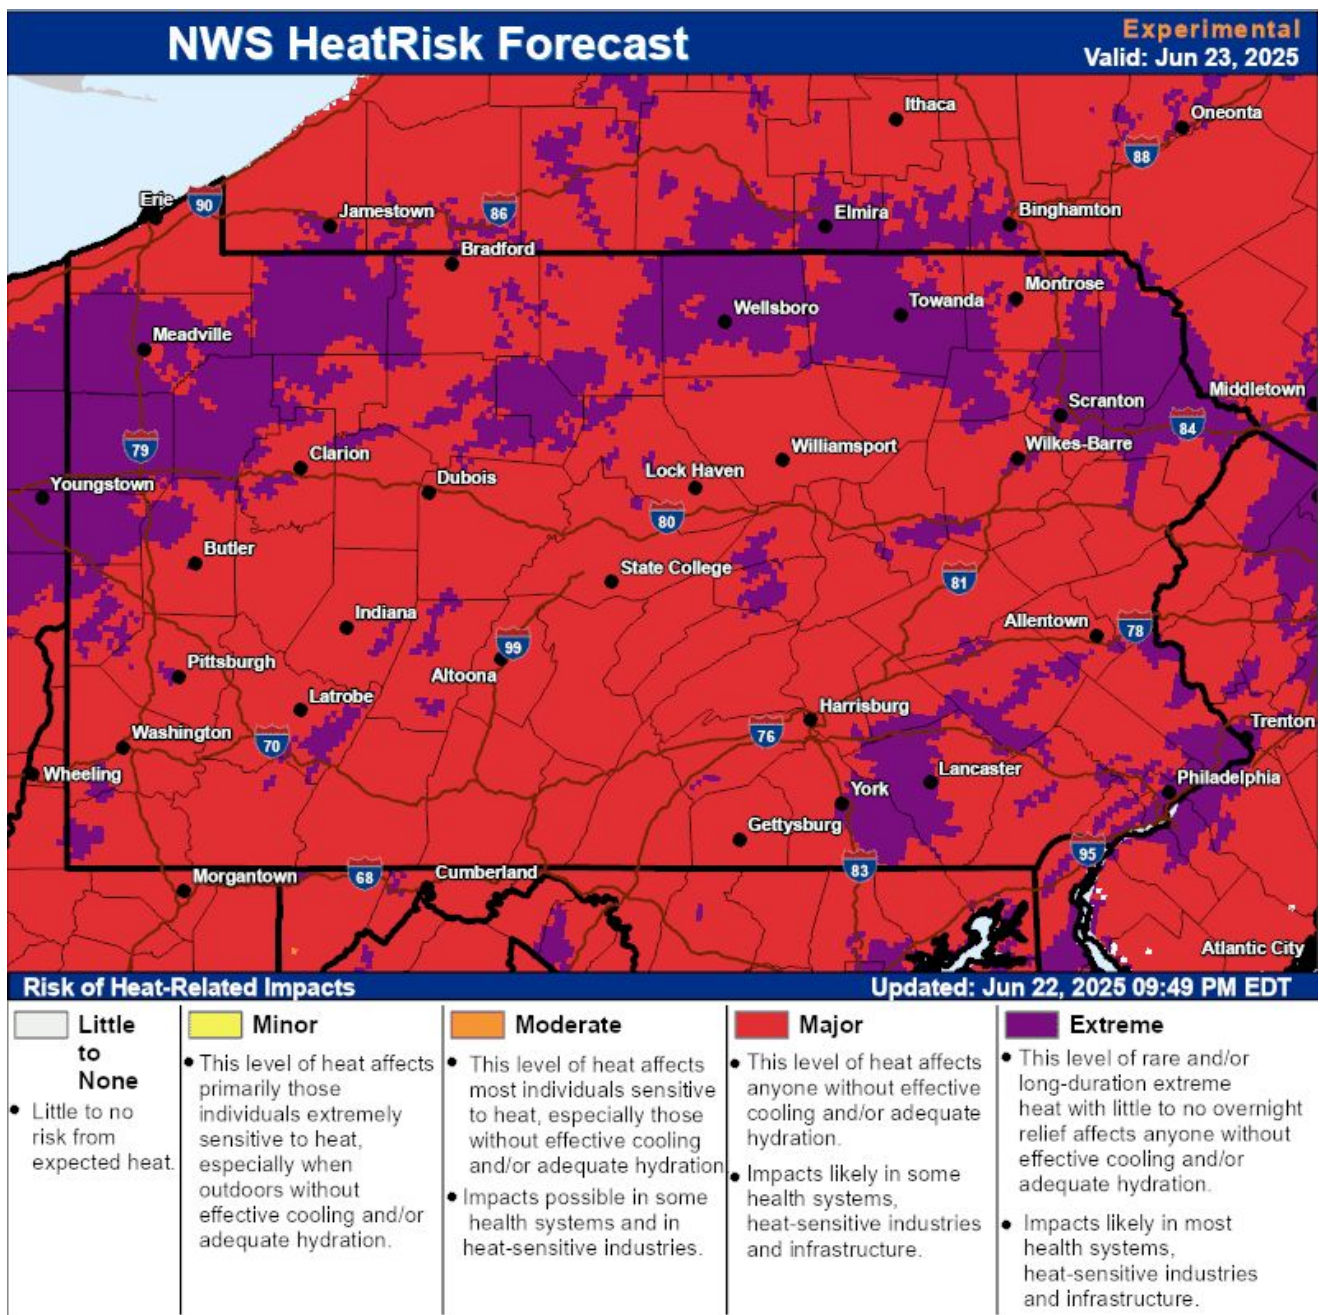 NWS HeatRisk Forecast
Experimental
Valid: Jun 23, 2025
Ithaca
Oneonta
88
Erie
90
Jamestown
86
Elmira
Binghamton
Bradford
Montrose
Wellsboro
Towanda
Meadville
Middletown
Scranton
84
79
Clarion
Williamsport
Wilkes-Barre
Youngstown
Dubois
Lock Haven
80
Butler
State College
81
Indiana
Allentown
78
99
Pittsburgh
Altoona
Latrobe
Harrisburg
Washington
70
76
Trenton
Wheeling
Lancaster
Philadelphia
York
Gettysburg
95
Morgantown
68
Cumberland
83
Atlantic City
Risk of Heat-Related Impacts
Updated: Jun 22, 2025 09:49 PM EDT
Little
to
None
• Little to no
risk from
expected heat.
Minor
• This level of heat affects
primarily those
individuals extremely
sensitive to heat,
especially when
outdoors without
effective cooling and/or
adequate hydration.
Moderate
• This level of heat affects
most individuals sensitive
to heat, especially those
without effective cooling
and/or adequate hydration
• Impacts possible in some
health systems and in
heat-sensitive industries.
Major
• This level of heat affects
anyone without effective
cooling and/or adequate
hydration.
• Impacts likely in some
health systems,
heat-sensitive industries
and infrastructure.
Extreme
• This level of rare and/or
long-duration extreme
heat with little to no overnight
relief affects anyone without
effective cooling and/or
adequate hydration.
• Impacts likely in most
health systems,
heat-sensitive industries
and infrastructure.